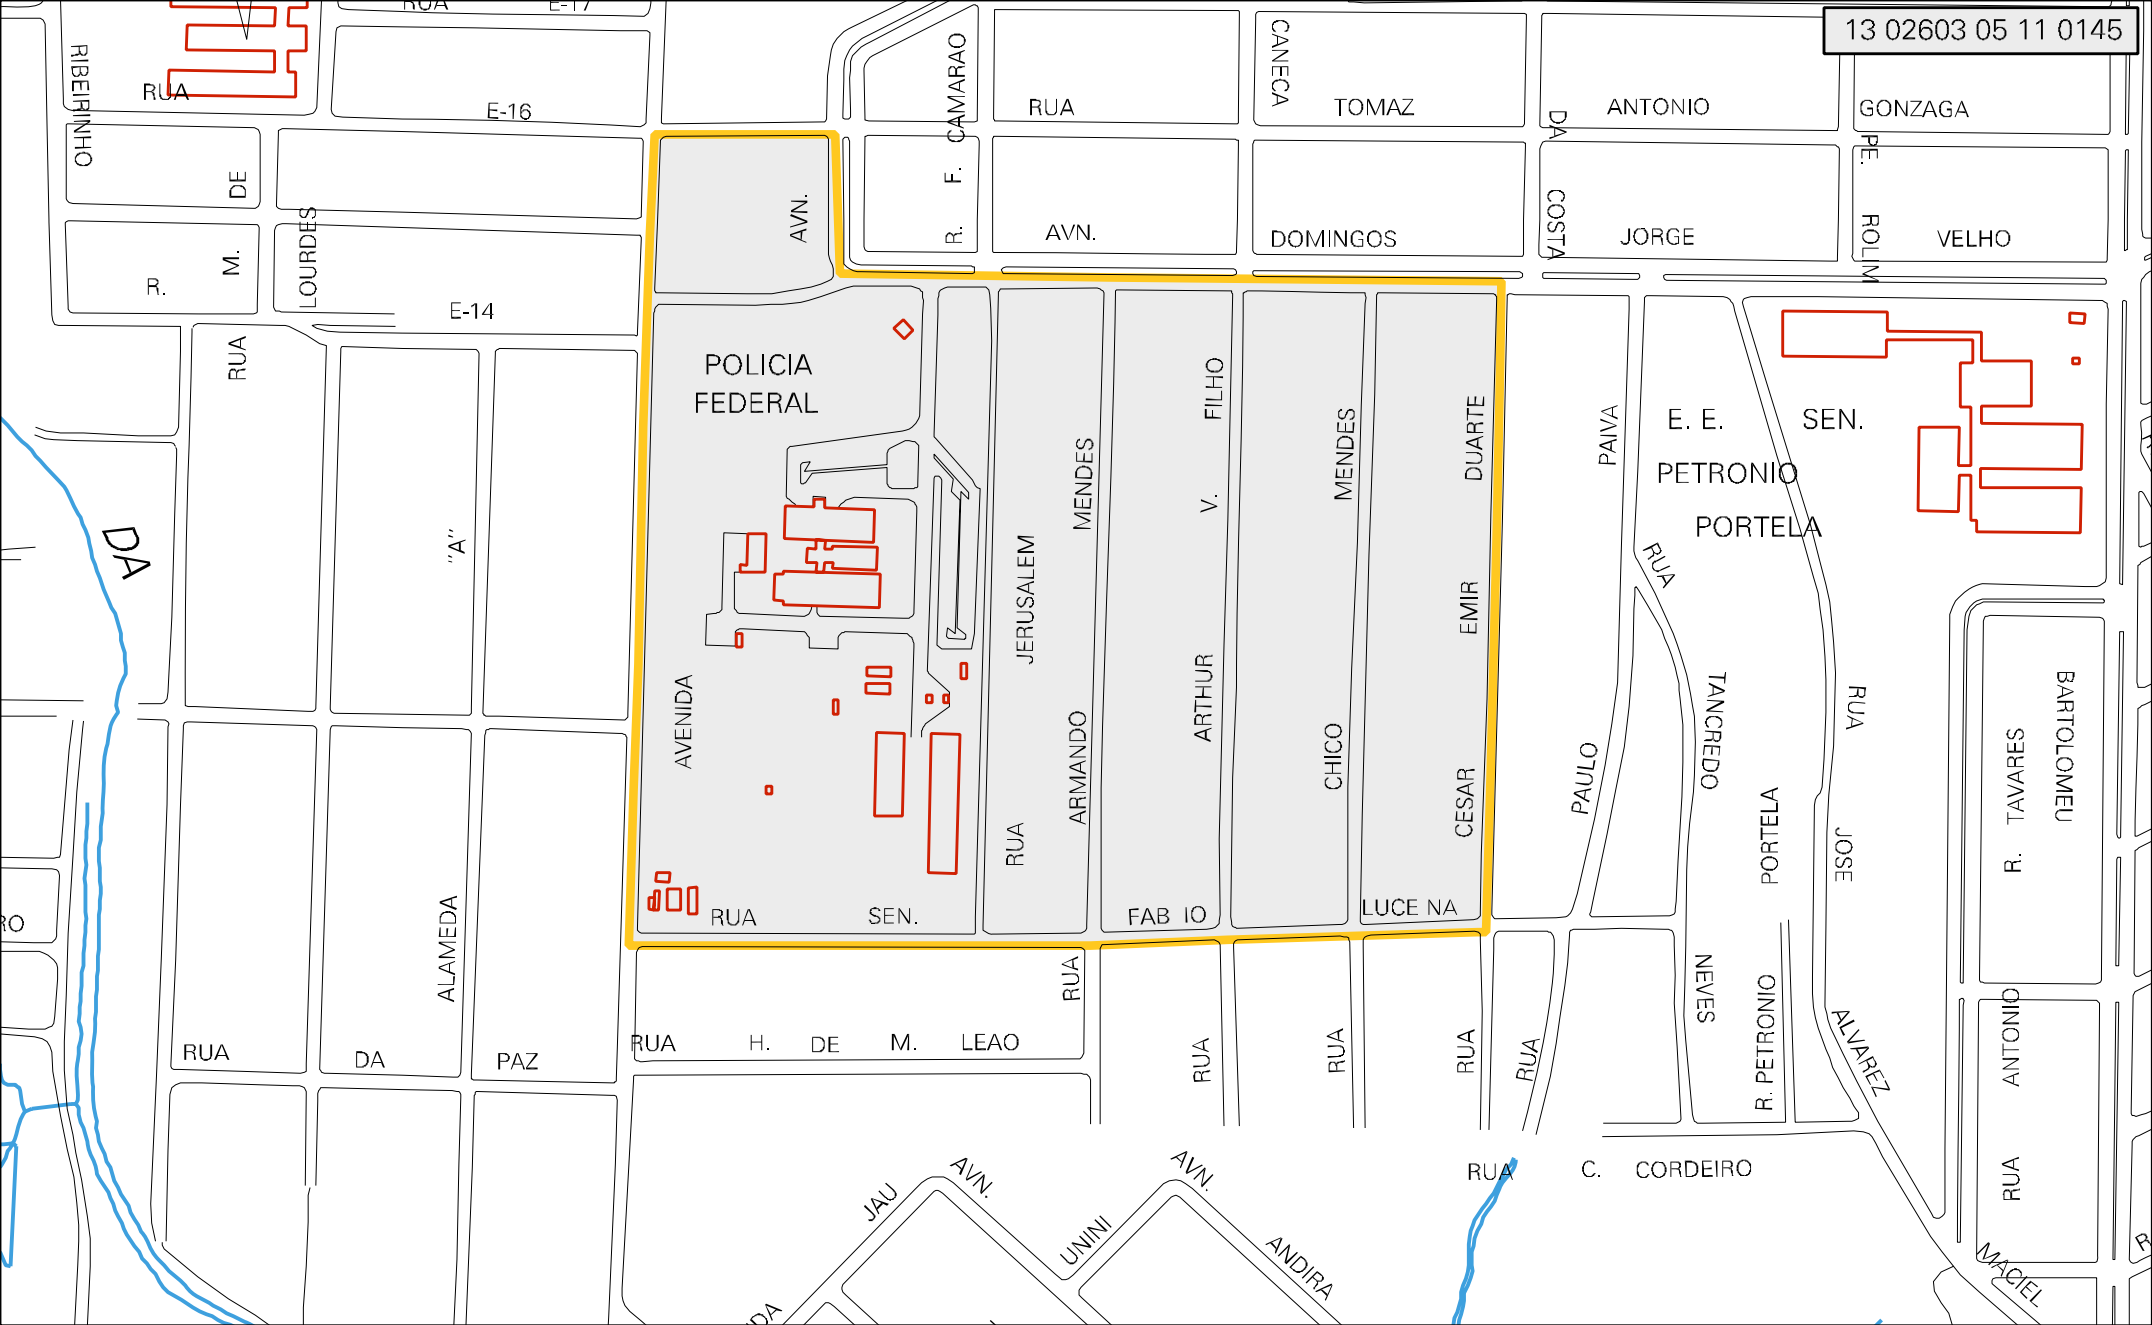 RUA E-17
13 02603 05 11 0145
RIBEIRINHO
RUA
E-16
R. F. CAMARAO
RUA
CANECA
TOMAZ
ANTONIO
GONZAGA
DA COSTA
PE. ROLIM
R. M. DE
LOURDES
AVN.
AVN.
DOMINGOS
JORGE
VELHO
E-14
RUA
POLICIA
FEDERAL
E. E. SEN.
PETRONIO
PORTELA
DA
"A"
ALAMEDA
AVENIDA
RUA JERUSALEM
RUA ARMANDO MENDES
RUA ARTHUR V. FILHO
RUA CHICO MENDES
RUA CESAR EMIR DUARTE
RUA PAULO PAIVA
RUA TANCREDO NEVES
R. PETRONIO PORTELA
RUA JOSE ALVAREZ MACIEL
R. TAVARES
BARTOLOMEU
RUA ANTONIO
RO
RUA SEN. FAB IO LUCE NA
RUA DA PAZ
RUA H. DE M. LEAO
RUA C. CORDEIRO
JAU
AVN.
UNINI
AVN.
ANDIRA
DA
R